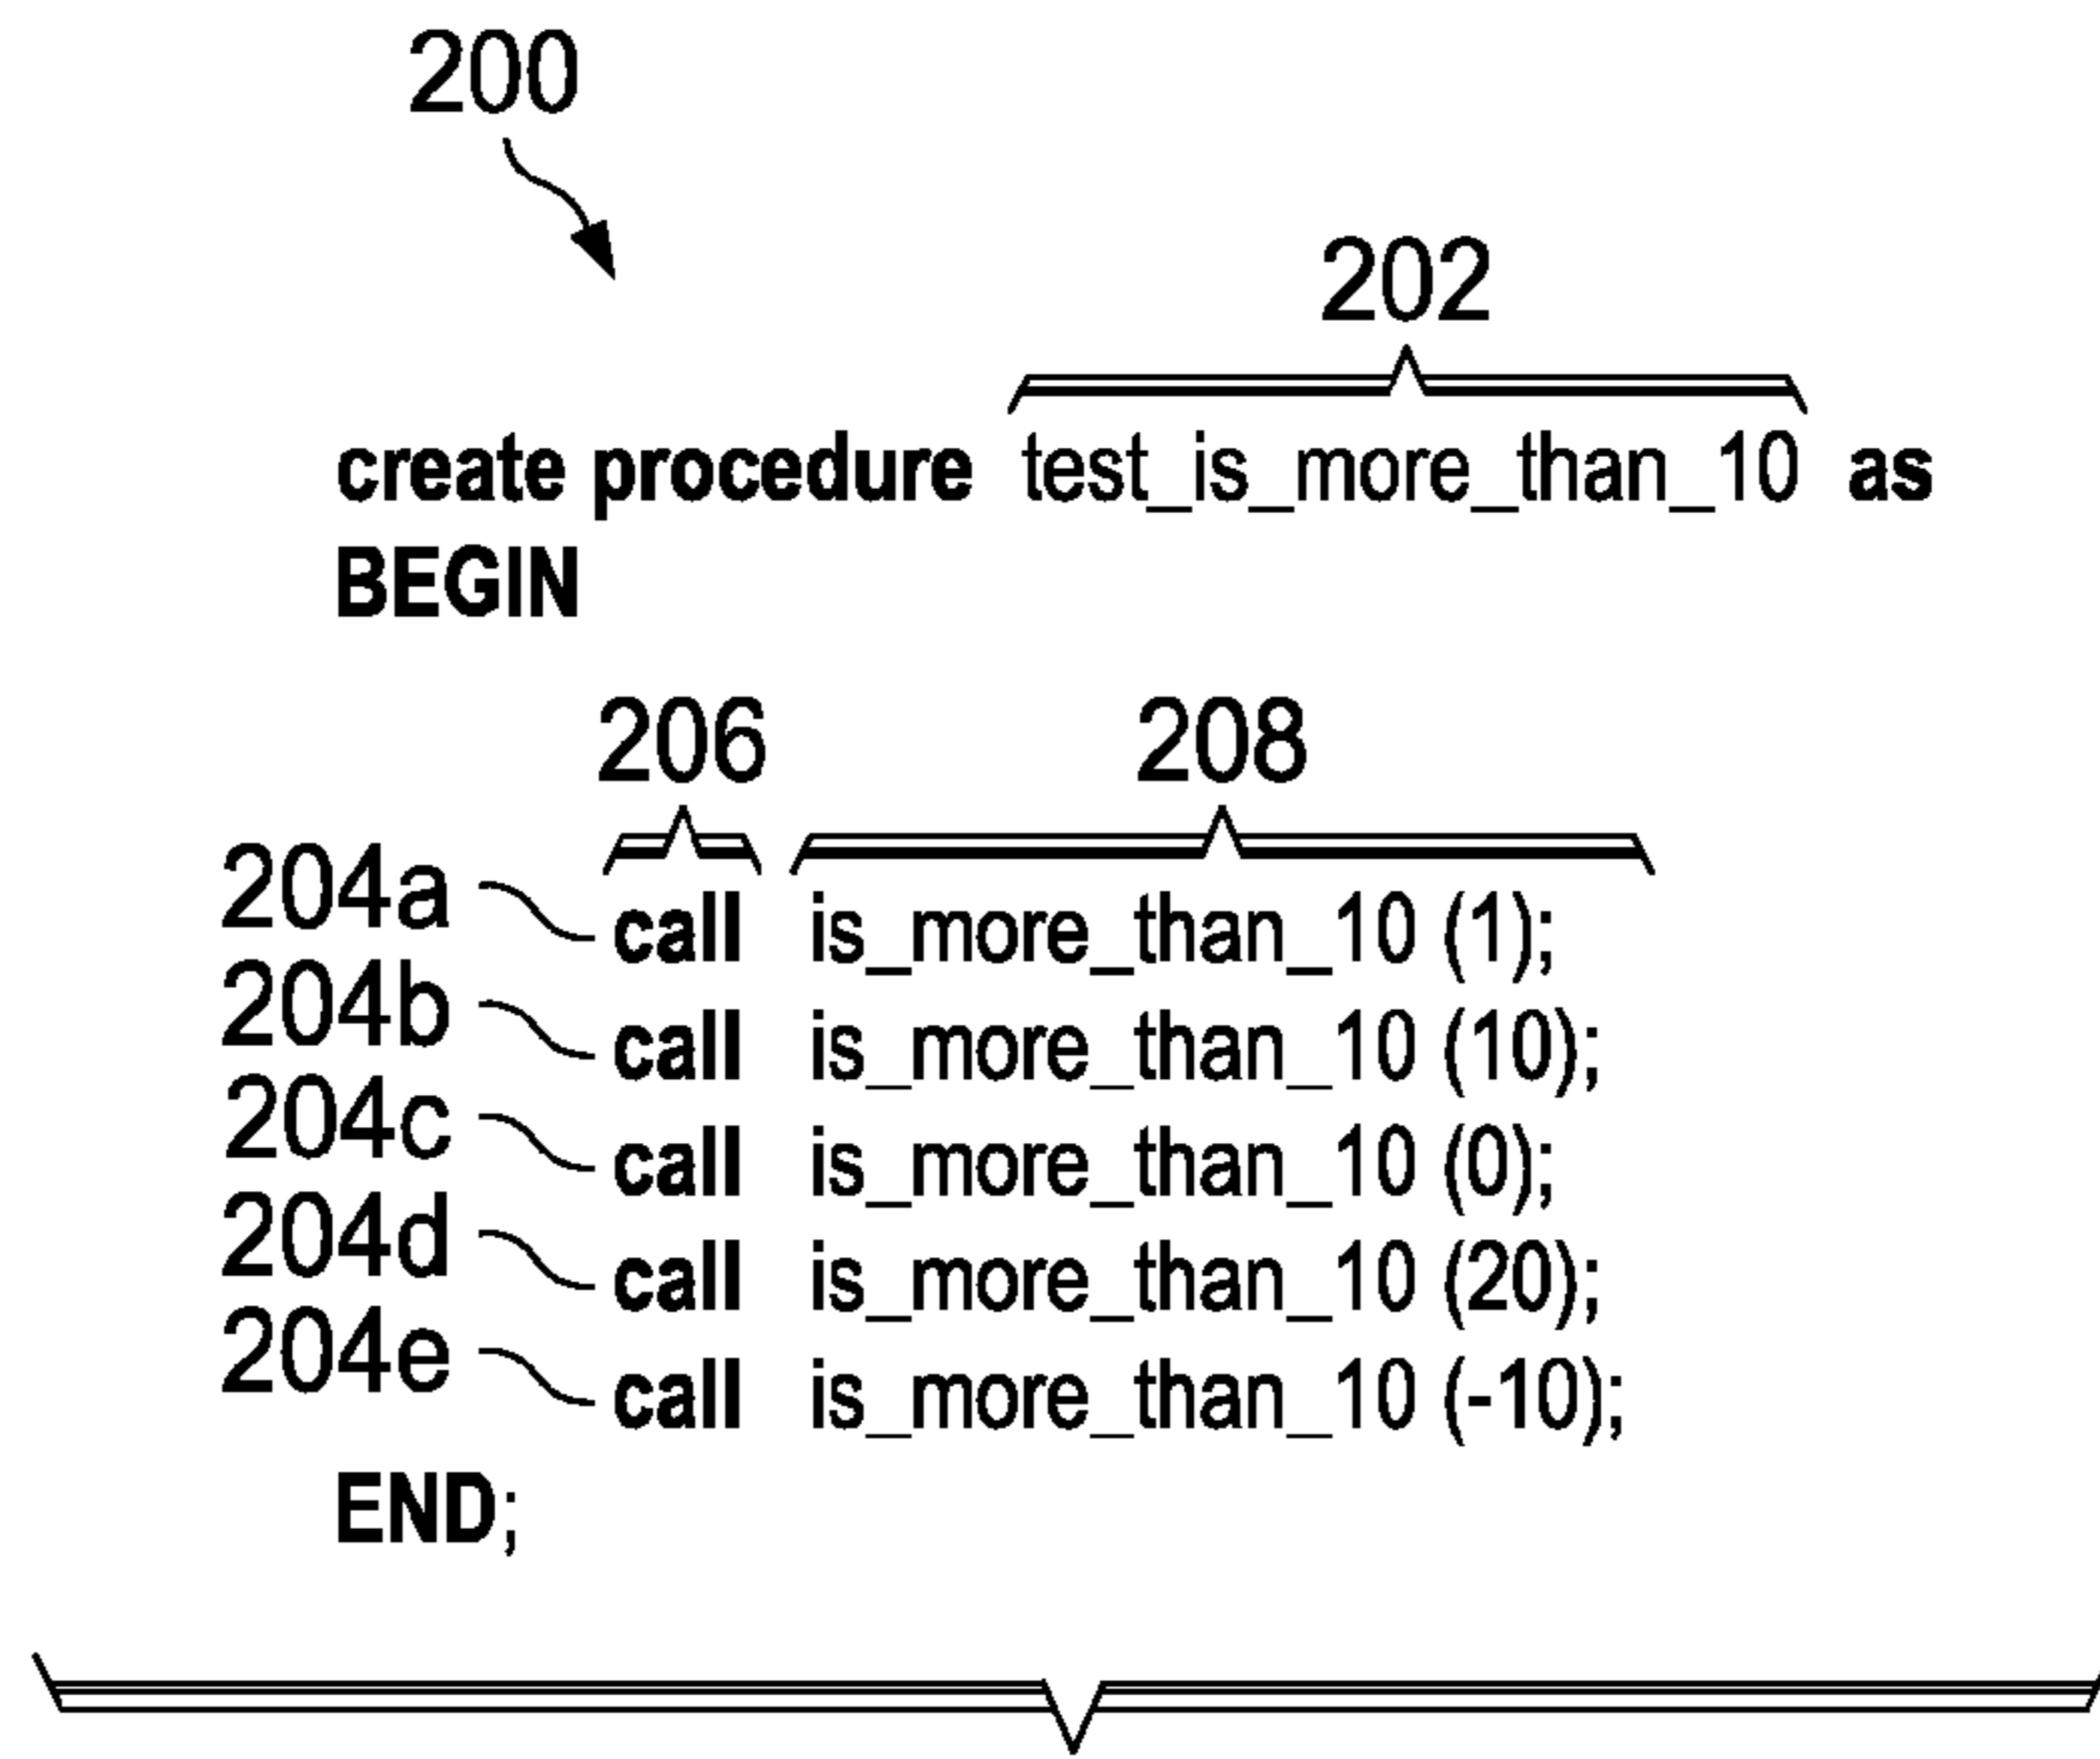 200
202
create procedure test_is_more_than_10 as
BEGIN
206 208
204a call is_more_than_10 (1);
204b call is_more_than_10 (10);
204c call is_more_than_10 (0);
204d call is_more_than_10 (20);
204e call is_more_than_10 (-10);
END;